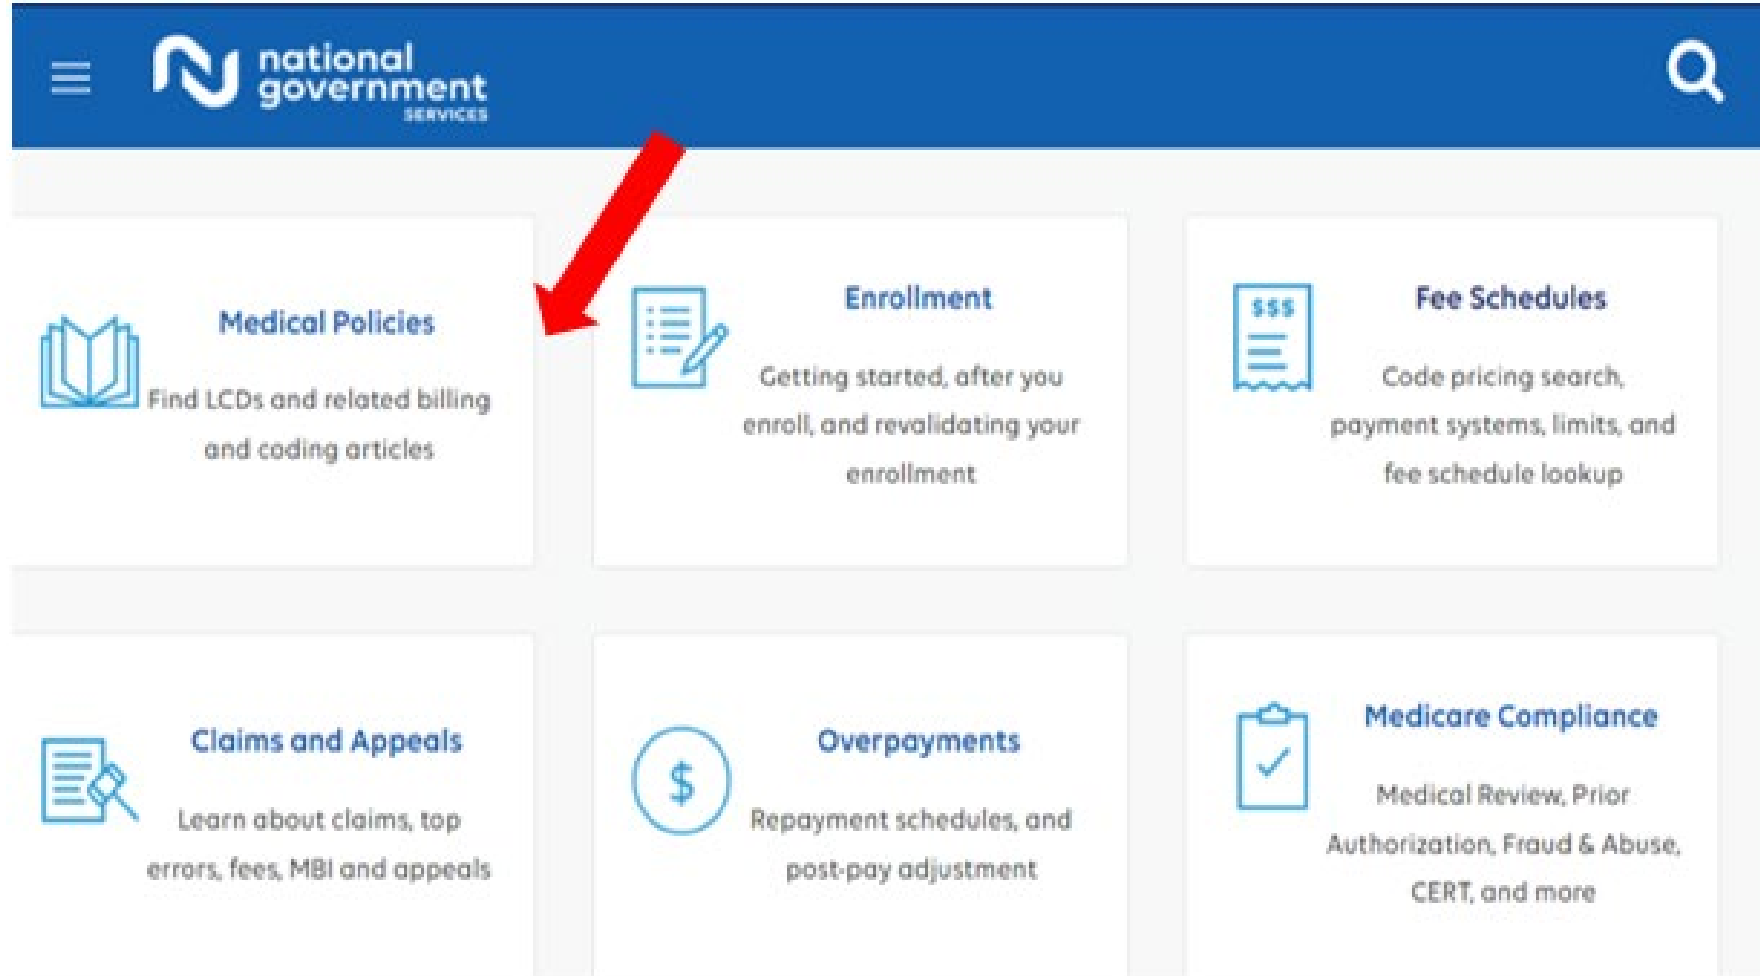 national
government
SERVICES
Medical Policies
Find LCDs and related billing
and coding articles
Enrollment
Getting started, after you
enroll, and revalidating your
enrollment
$$$
Fee Schedules
Code pricing search,
payment systems, limits, and
fee schedule lookup
Claims and Appeals
Learn about claims, top
errors, fees, MBI and appeals
$
Overpayments
Repayment schedules, and
post-pay adjustment
Medicare Compliance
Medical Review, Prior
Authorization, Fraud & Abuse,
CERT, and more